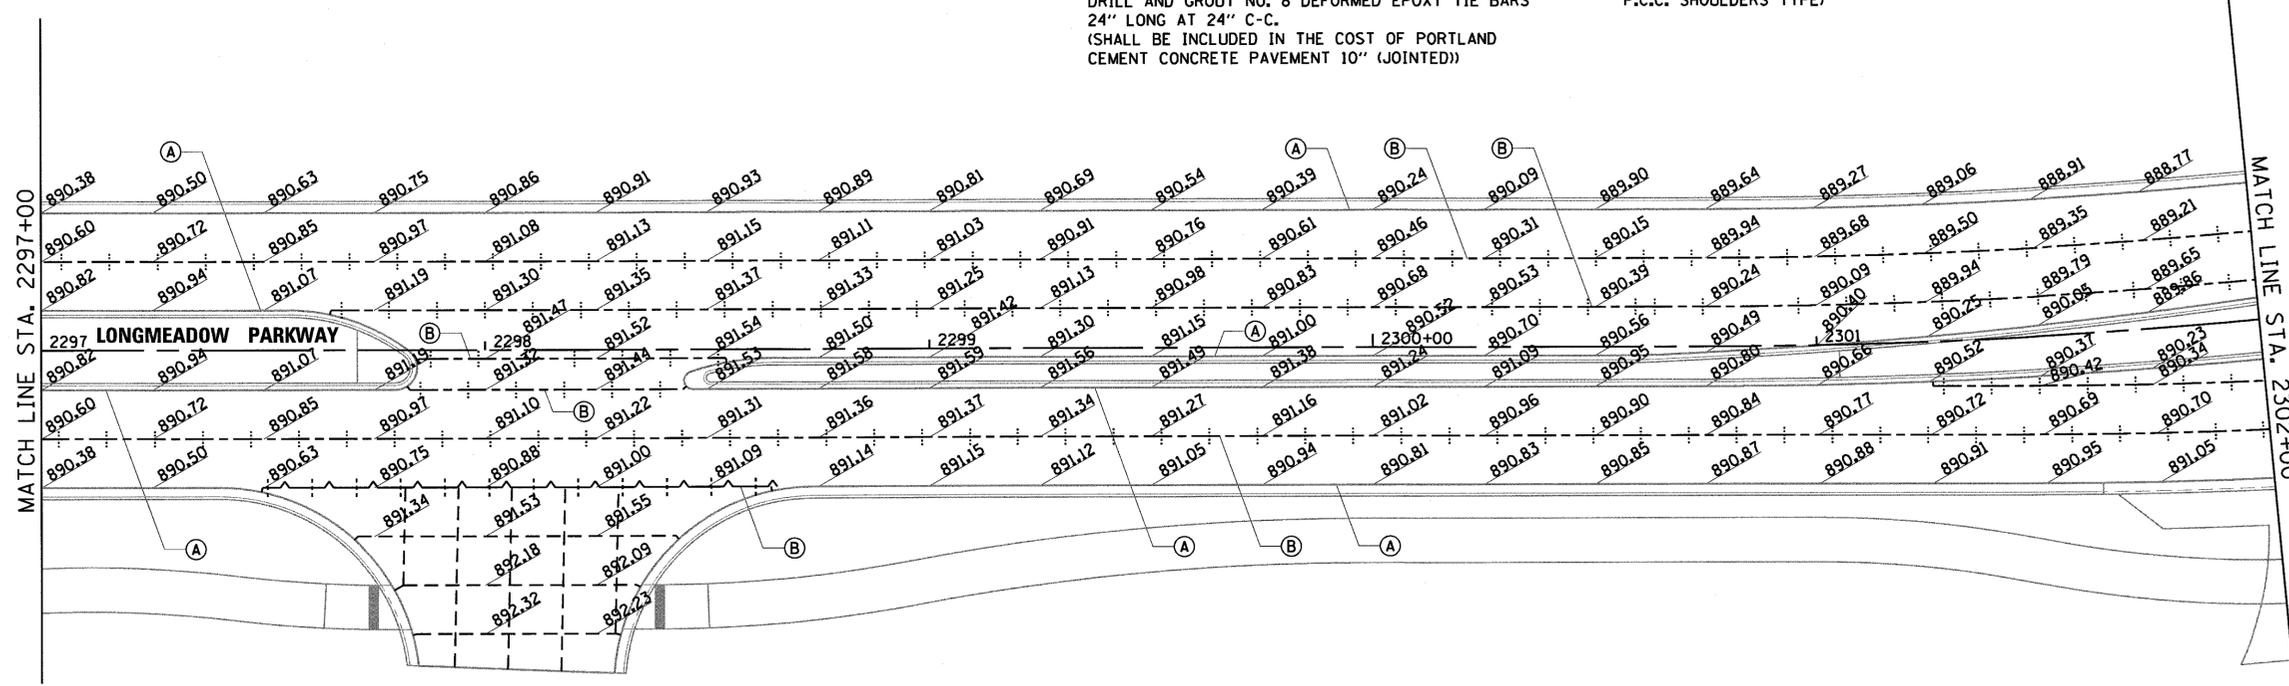 DRILL AND GROUT NO. 8 DEFORMED EPOXY TIE BARS
P.C.C. SHOULDERS TYPE)
24" LONG AT 24" C-C.
(SHALL BE INCLUDED IN THE COST OF PORTLAND
CEMENT CONCRETE PAVEMENT 10" (JOINTED))
A A B B
890.38 890.50 890.63 890.75 890.86 890.91 890.93 890.89 890.81 890.69 890.54 890.39 890.24 890.09 889.90 889.64 889.27 889.06 888.91 888.77
890.60 890.72 890.85 890.97 891.08 891.13 891.15 891.11 891.03 890.91 890.76 890.61 890.46 890.31 890.15 889.94 889.68 889.50 889.35 889.21
890.82 890.94 891.07 891.19 891.30 891.35 891.37 891.33 891.25 891.13 890.98 890.83 890.68 890.53 890.39 890.24 890.09 889.94 889.79 889.65
891.47 891.52 891.54 891.50 891.42 891.30 891.15 891.00 890.52 890.70 890.56 890.49 890.40 890.25 890.05 889.86
LONGMEADOW PARKWAY
B A
2297 2298 2299 2300+00 2301
890.82 890.94 891.07 891.19 891.32 891.44 891.53 891.58 891.59 891.56 891.49 891.38 891.24 891.09 890.95 890.80 890.66 890.52 890.37 890.23
890.42 890.34
B
890.60 890.72 890.85 890.97 891.10 891.22 891.31 891.36 891.37 891.34 891.27 891.16 891.02 890.96 890.90 890.84 890.77 890.72 890.69 890.70
890.38 890.50 890.63 890.75 890.88 891.00 891.09 891.14 891.15 891.12 891.05 890.94 890.81 890.83 890.85 890.87 890.88 890.91 890.95 891.05
891.34 891.53 891.55
A B A B A
892.18 892.09
892.32 892.23
MATCH LINE STA. 2297+00
MATCH LINE STA. 2302+00